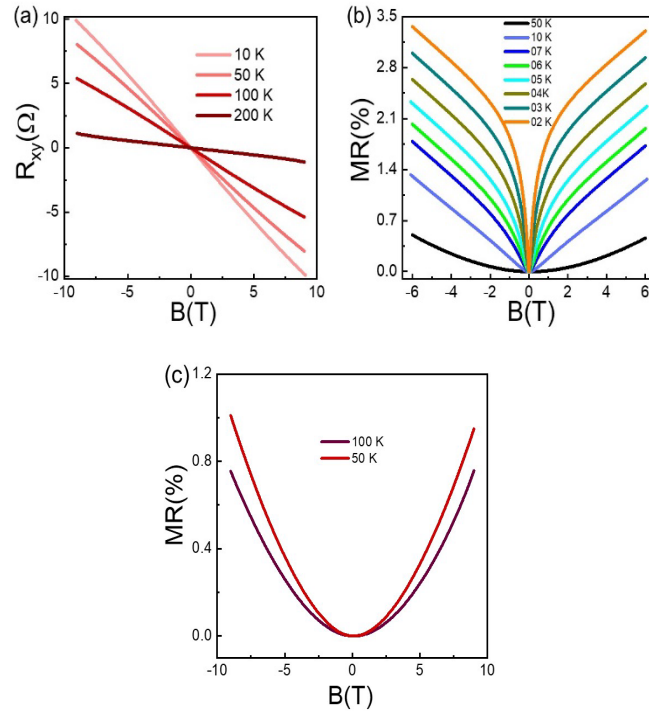 (a)
10
5
0
-5
-10
R_xy(Ω)
10 K
50 K
100 K
200 K
-10
-5
0
5
10
B(T)
(b)
3.5
2.8
2.1
1.4
0.7
0.0
MR(%)
50 K
10 K
07 K
06 K
05 K
04K
03 K
02 K
-6
-4
-2
0
2
4
6
B(T)
(c)
1.2
0.8
0.4
0.0
MR(%)
100 K
50 K
-10
-5
0
5
10
B(T)